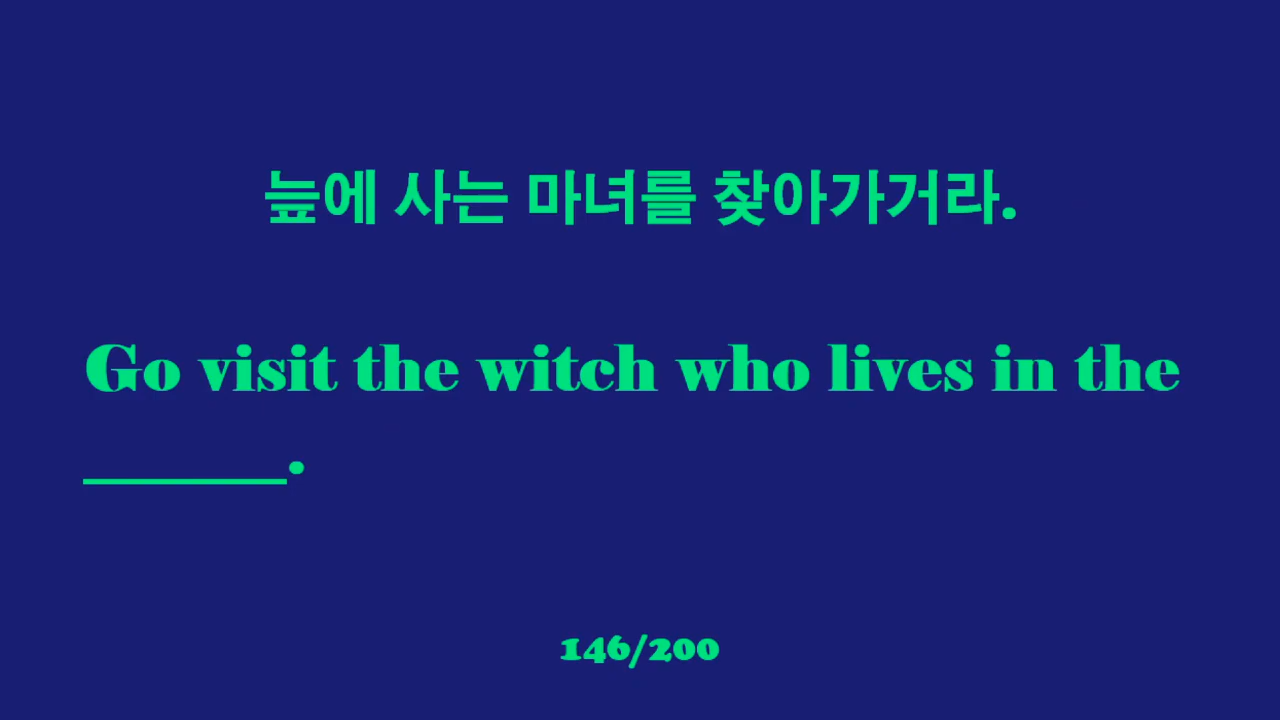 늪에 사는 마녀를 찾아가거라.
Go visit the witch who lives in the
______.
146/200